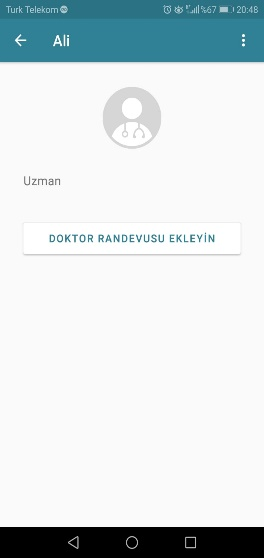 Turk Telekom %67 20:48
Ali
Uzman
DOKTOR RANDEVUSU EKLEYİN